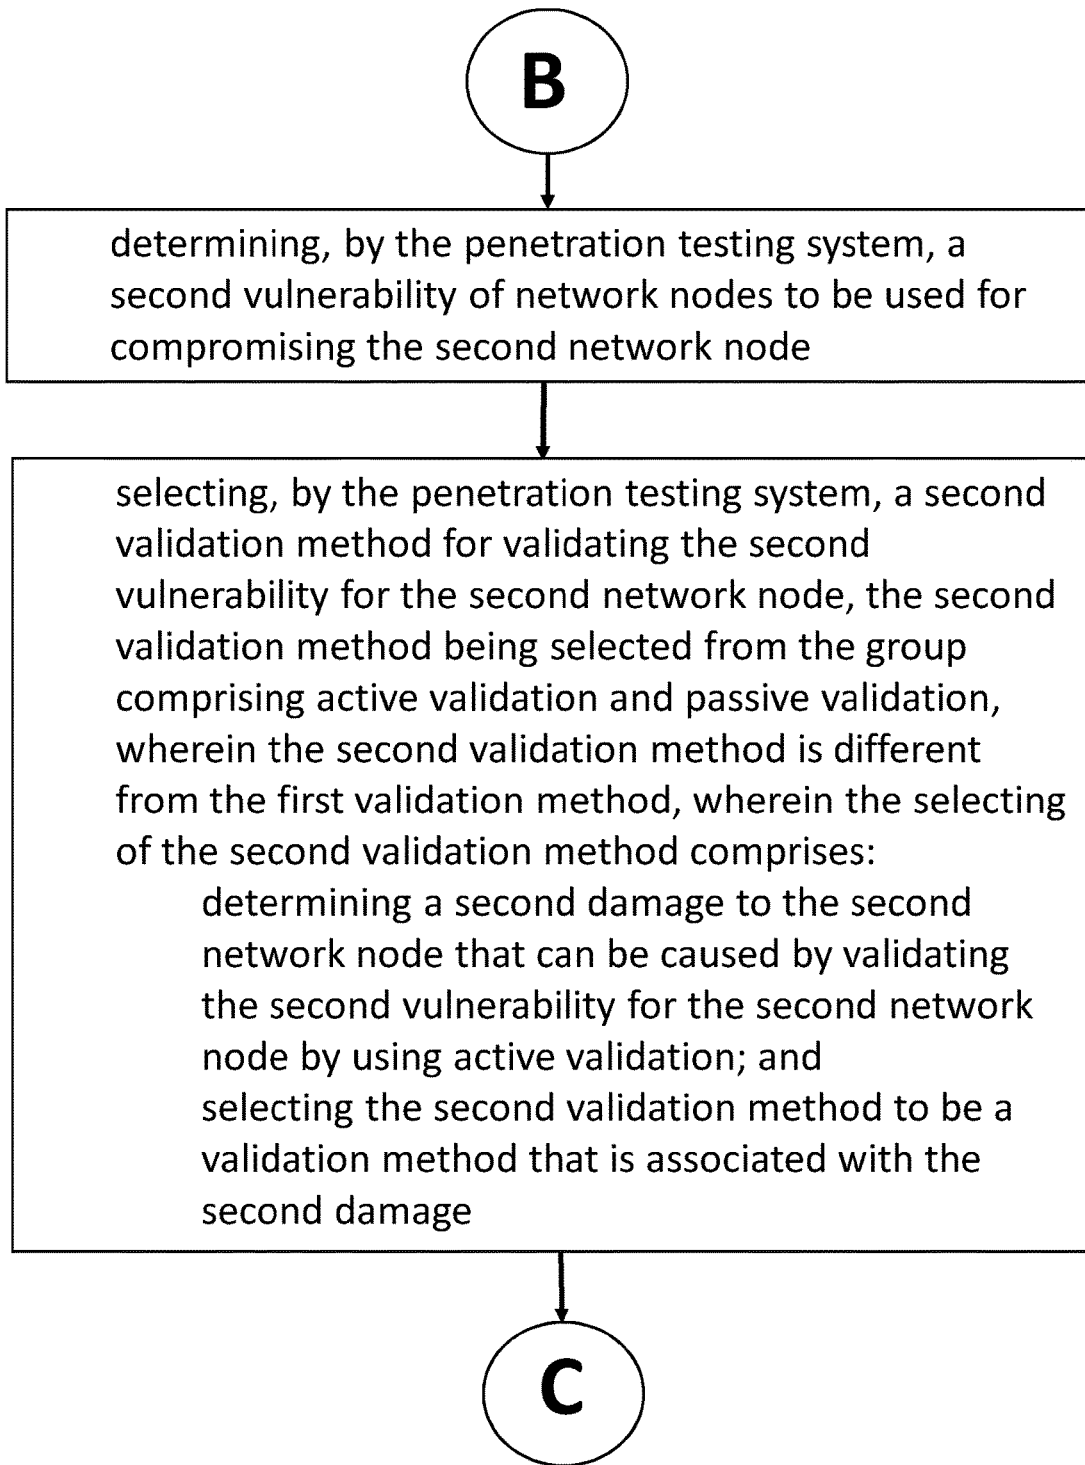 B
determining, by the penetration testing system, a
second vulnerability of network nodes to be used for
compromising the second network node
selecting, by the penetration testing system, a second
validation method for validating the second
vulnerability for the second network node, the second
validation method being selected from the group
comprising active validation and passive validation,
wherein the second validation method is different
from the first validation method, wherein the selecting
of the second validation method comprises:
determining a second damage to the second
network node that can be caused by validating
the second vulnerability for the second network
node by using active validation; and
selecting the second validation method to be a
validation method that is associated with the
second damage
C